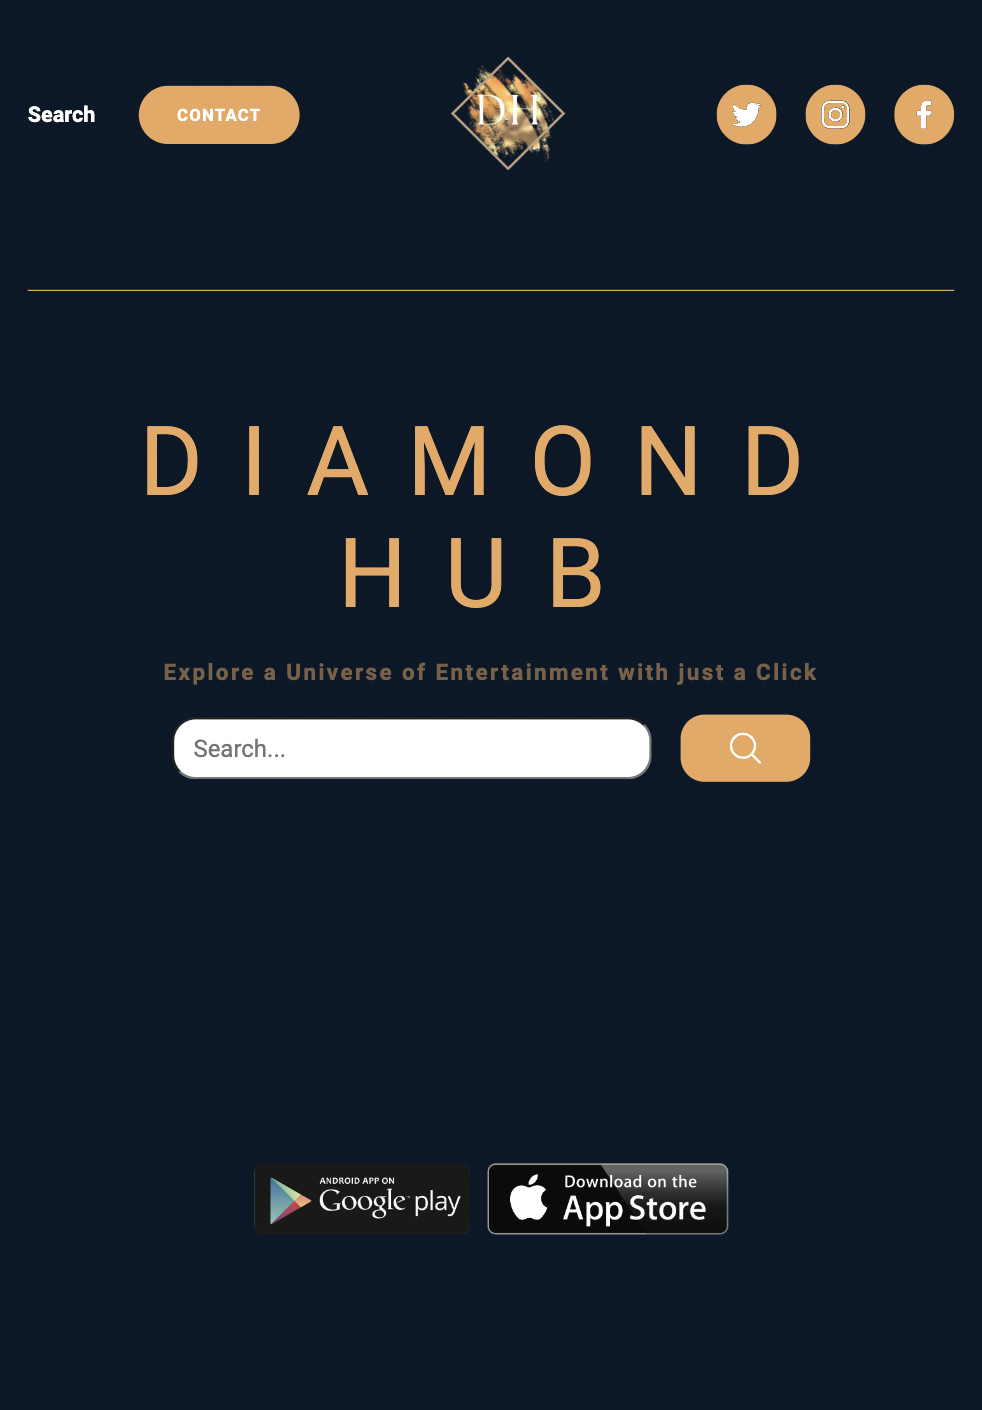 Search
CONTACT
DH
DIAMOND
HUB
Explore a Universe of Entertainment with just a Click
Search...
ANDROID APP ON
Google play
Download on the
App Store